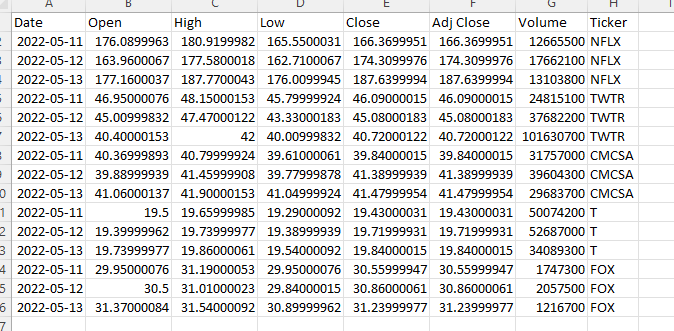 A B C D E F G H
Date Open High Low Close Adj Close Volume Ticker
2 2022-05-11 176.0899963 180.9199982 165.5500031 166.3699951 166.3699951 12665500 NFLX
3 2022-05-12 163.9600067 177.5800018 162.7100067 174.3099976 174.3099976 17662100 NFLX
4 2022-05-13 177.1600037 187.7700043 176.0099945 187.6399994 187.6399994 13103800 NFLX
5 2022-05-11 46.95000076 48.15000153 45.79999924 46.09000015 46.09000015 24815100 TWTR
6 2022-05-12 45.00999832 47.47000122 43.33000183 45.08000183 45.08000183 37682200 TWTR
7 2022-05-13 40.40000153 42 40.00999832 40.72000122 40.72000122 101630700 TWTR
8 2022-05-11 40.36999893 40.79999924 39.61000061 39.84000015 39.84000015 31757000 CMCSA
9 2022-05-12 39.88999939 41.45999908 39.77999878 41.38999939 41.38999939 39604300 CMCSA
0 2022-05-13 41.06000137 41.90000153 41.04999924 41.47999954 41.47999954 29683700 CMCSA
1 2022-05-11 19.5 19.65999985 19.29000092 19.43000031 19.43000031 50074200 T
2 2022-05-12 19.39999962 19.73999977 19.38999939 19.71999931 19.71999931 52687000 T
3 2022-05-13 19.73999977 19.86000061 19.54000092 19.84000015 19.84000015 34089300 T
4 2022-05-11 29.95000076 31.19000053 29.95000076 30.55999947 30.55999947 1747300 FOX
5 2022-05-12 30.5 31.01000023 29.84000015 30.86000061 30.86000061 2057500 FOX
6 2022-05-13 31.37000084 31.54000092 30.89999962 31.23999977 31.23999977 1216700 FOX
7